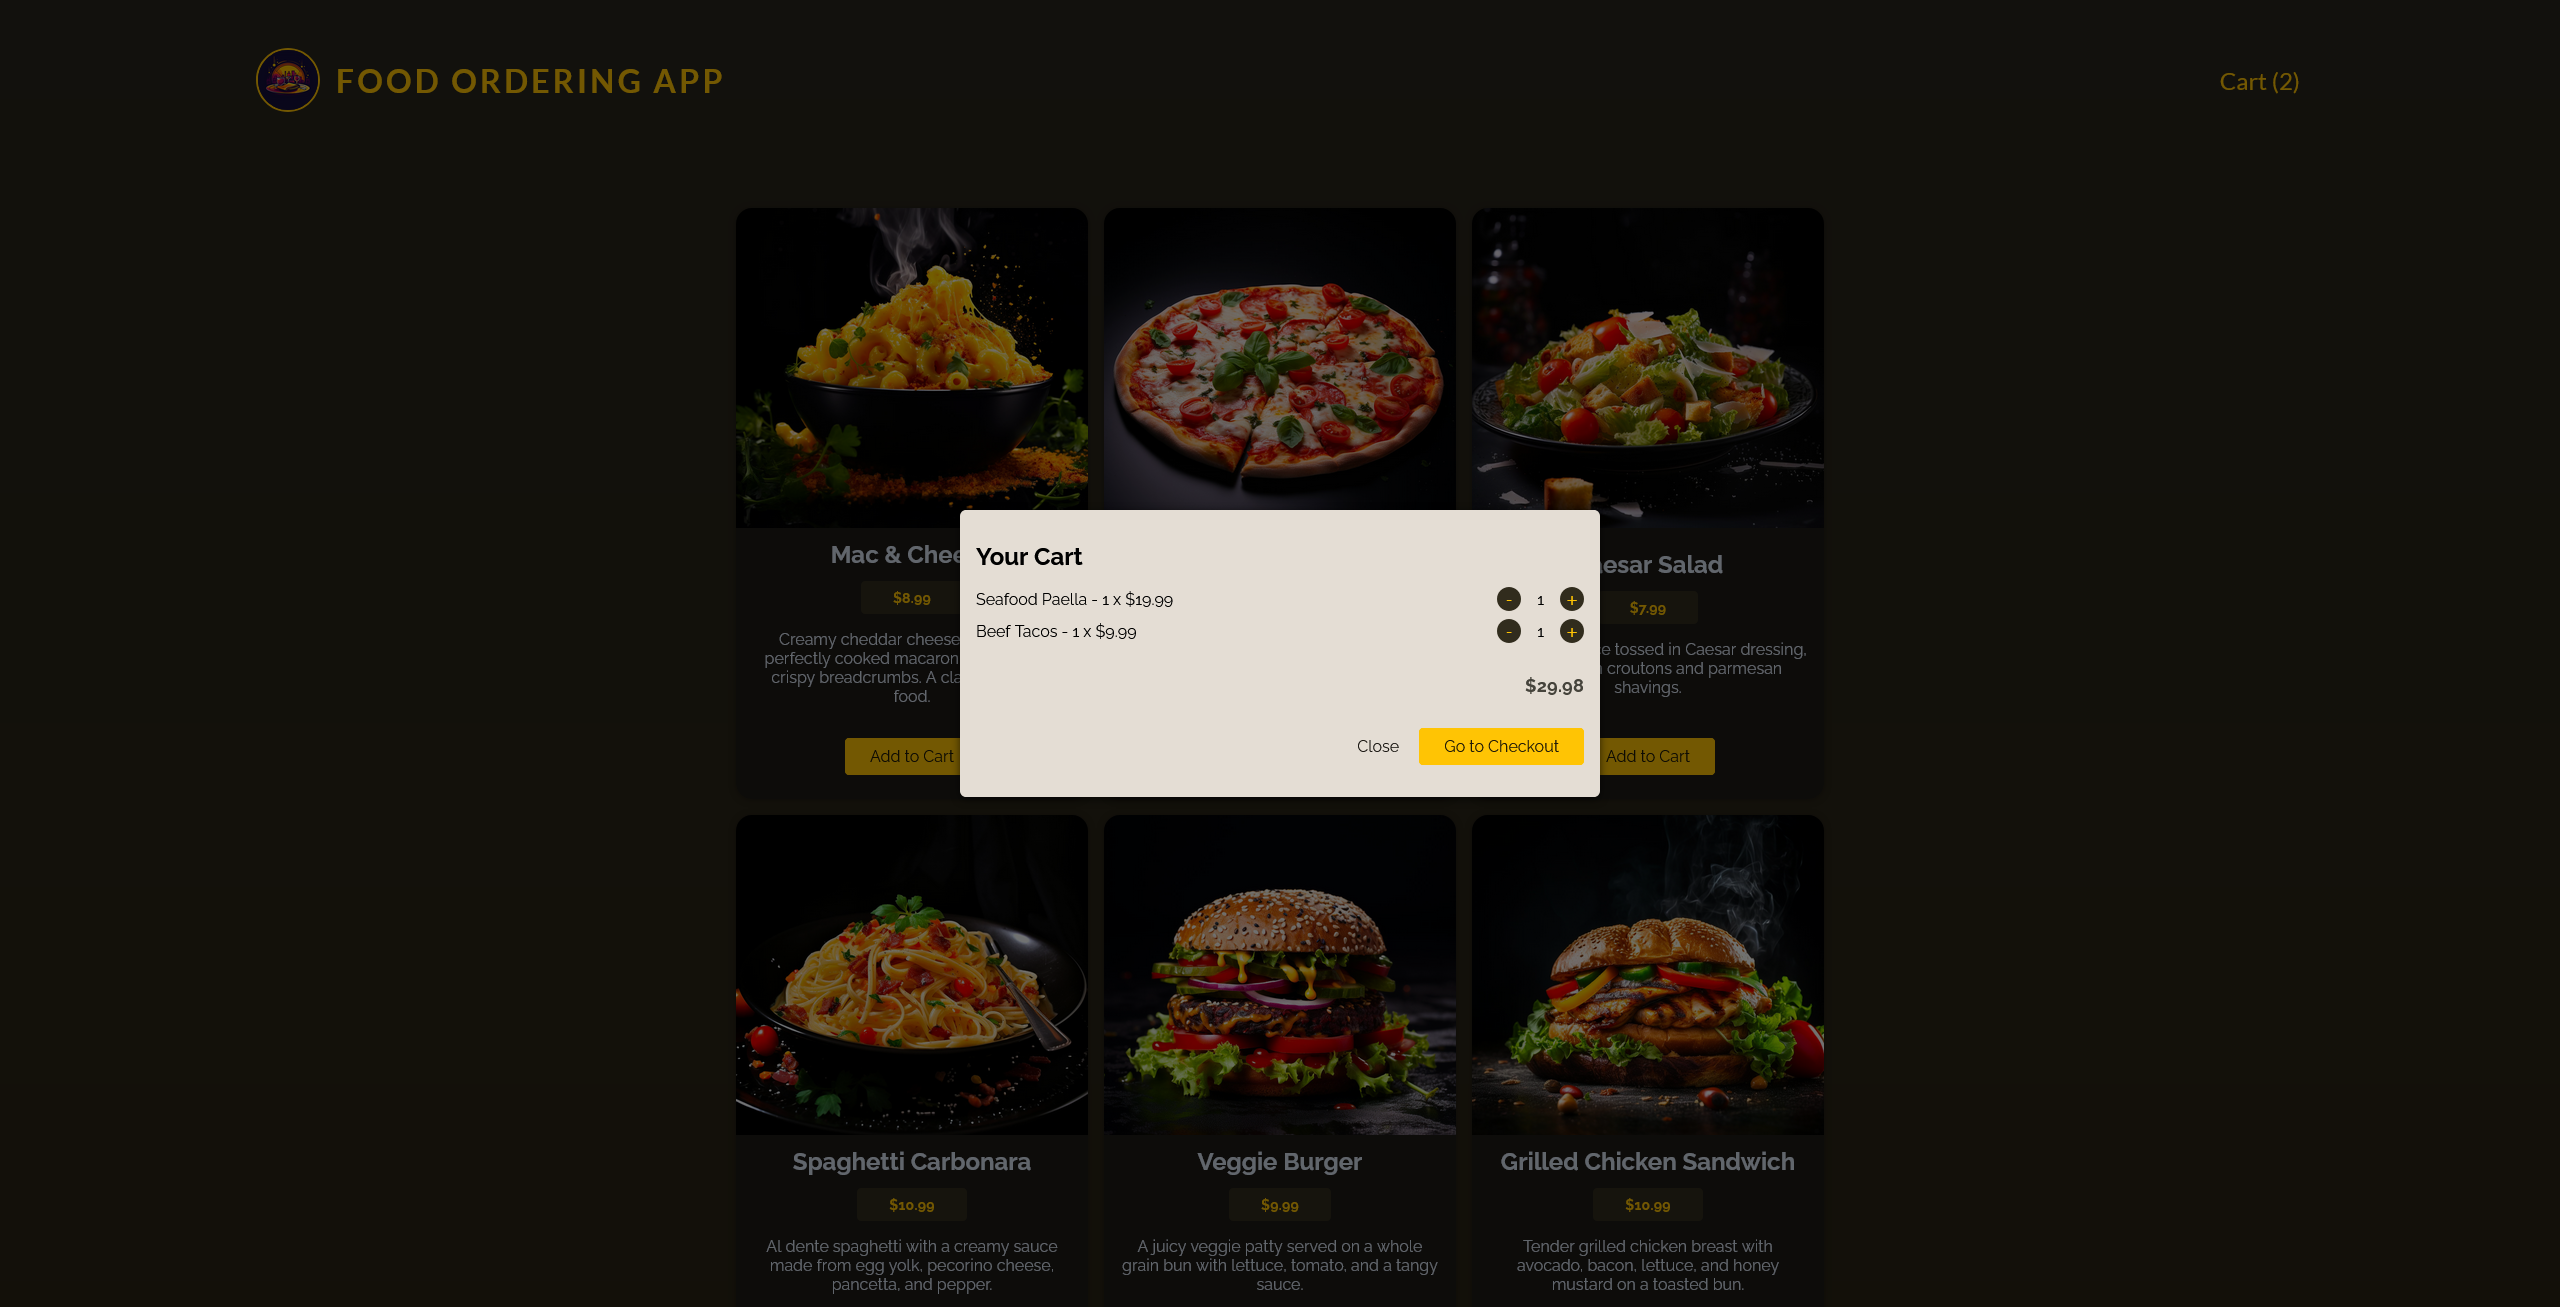 FOOD ORDERING APP
Cart (2)
Mac & Chee
$8.99
Creamy cheddar cheese
perfectly cooked macaron
crispy breadcrumbs. A cla
food.
Add to Cart
Your Cart
Seafood Paella - 1 x $19.99
- 1 +
Beef Tacos - 1 x $9.99
- 1 +
$29.98
Close
Go to Checkout
esar Salad
$7.99
e tossed in Caesar dressing,
croutons and parmesan
shavings.
Add to Cart
Spaghetti Carbonara
$10.99
Al dente spaghetti with a creamy sauce
made from egg yolk, pecorino cheese,
pancetta, and pepper.
Veggie Burger
$9.99
A juicy veggie patty served on a whole
grain bun with lettuce, tomato, and a tangy
sauce.
Grilled Chicken Sandwich
$10.99
Tender grilled chicken breast with
avocado, bacon, lettuce, and honey
mustard on a toasted bun.